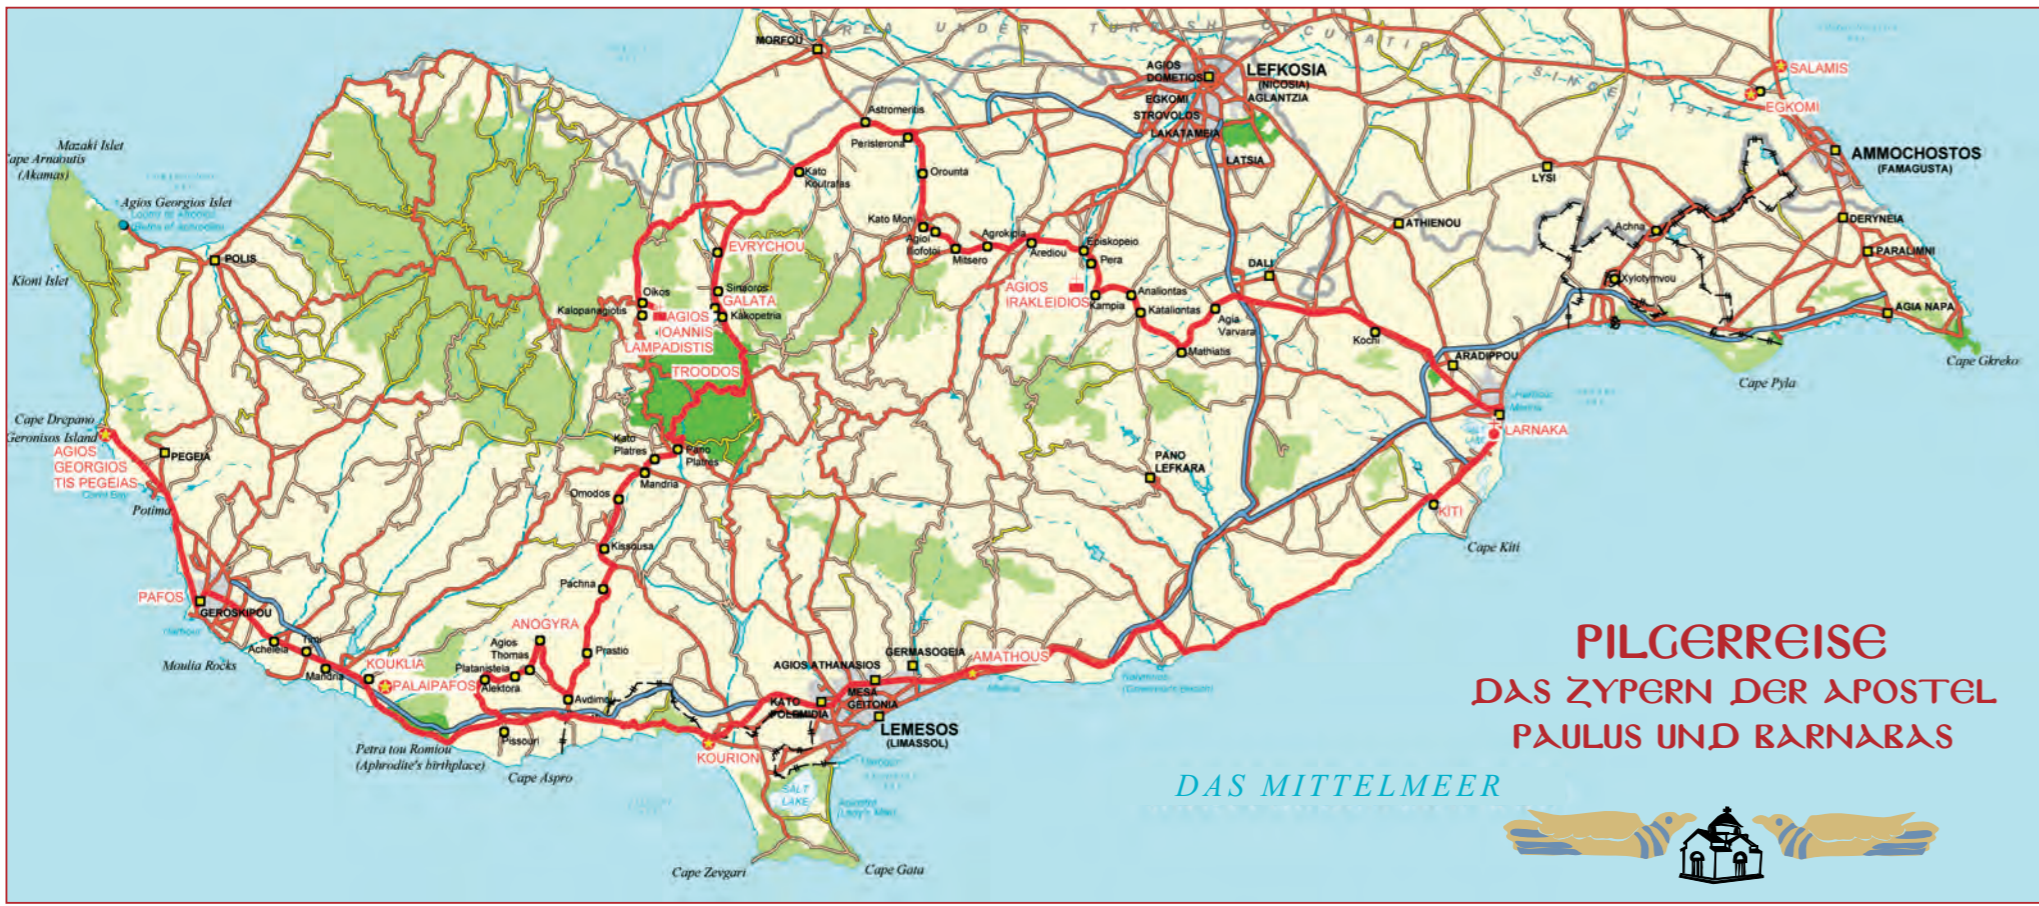 AREA UNDER TURKISH OCCUPATION
SINCE 1974
MORFOU
AGIOS
DOMETIOS
LEFKOSIA
(NICOSIA)
AGLANTZIA
EGKOMI
STROVOLOS
LAKATAMEIA
LATSIA
SALAMIS
EGKOMI
AMMOCHOSTOS
(FAMAGUSTA)
Astromeritis
Peristerona
Orounta
Kato
Koutrafas
Mazaki Islet
Cape Arnaoutis
(Akamas)
Agios Georgios Islet
Kioni Islet
POLIS
LYSI
ATHIENOU
Achna
DERYNEIA
PARALIMNI
Xylotymvou
AGIA NAPA
Cape Gkreko
Cape Pyla
EVRYCHOU
Kato Moni
Agioi
Iliofotoi
Mitsero
Agrokipia
Arediou
Episkopeio
Pera
AGIOS
IRAKLEIDIOS
Kampia
Analiontas
Kataliontas
Mathiatis
Agia
Varvara
DALI
Kochi
ARADIPPOU
LARNAKA
Oikos
Kalopanagiotis
AGIOS
IOANNIS
LAMPADISTIS
Sinaoros
GALATA
Kakopetria
TROODOS
Kato
Platres
Pano
Platres
Mandria
Omodos
Kissousa
Pachna
PANO
LEFKARA
KITI
Cape Kiti
Cape Drepano
Geronisos Island
AGIOS
GEORGIOS
TIS PEGEIAS
PEGEIA
Potima
PAFOS
GEROSKIPOU
Acheleia
Timi
Mandria
Moulia Rocks
KOUKLIA
PALAIPAFOS
ANOGYRA
Agios
Thomas
Platanisteia
Alektora
Prastio
Avdimou
Pissouri
Petra tou Romiou
(Aphrodite's birthplace)
Cape Aspro
KOURION
AGIOS ATHANASIOS
GERMASOGEIA
AMATHOUS
KATO
POLEMIDIA
MESA
GEITONIA
LEMESOS
(LIMASSOL)
SALT
LAKE
Cape Zevgari
Cape Gata
PILGERREISE
DAS ZYPERN DER APOSTEL
PAULUS UND BARNABAS
DAS MITTELMEER